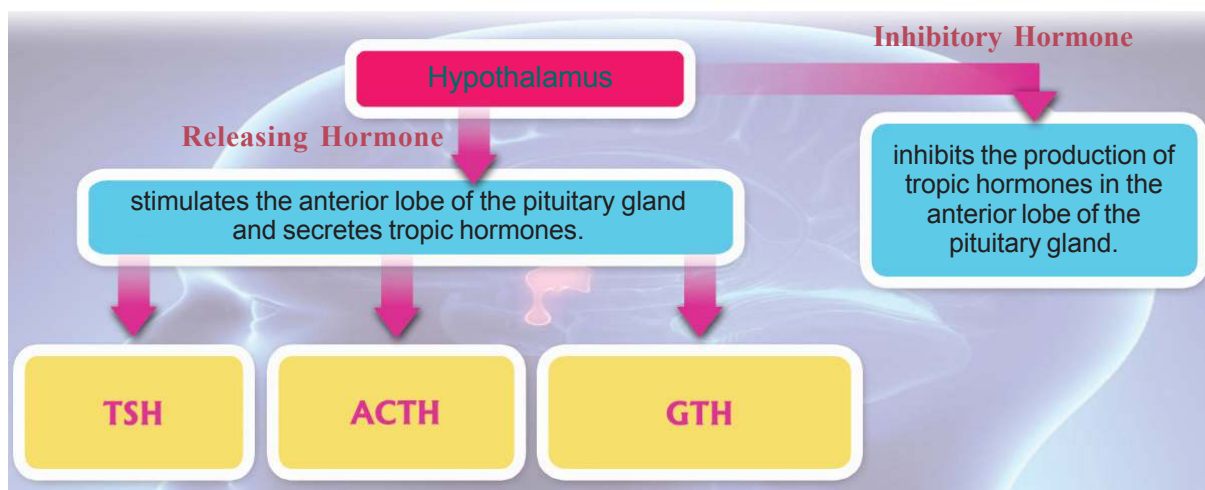 Inhibitory Hormone
Hypothalamus
Releasing Hormone
inhibits the production of
tropic hormones in the
anterior lobe of the
pituitary gland.
stimulates the anterior lobe of the pituitary gland
and secretes tropic hormones.
TSH
ACTH
GTH